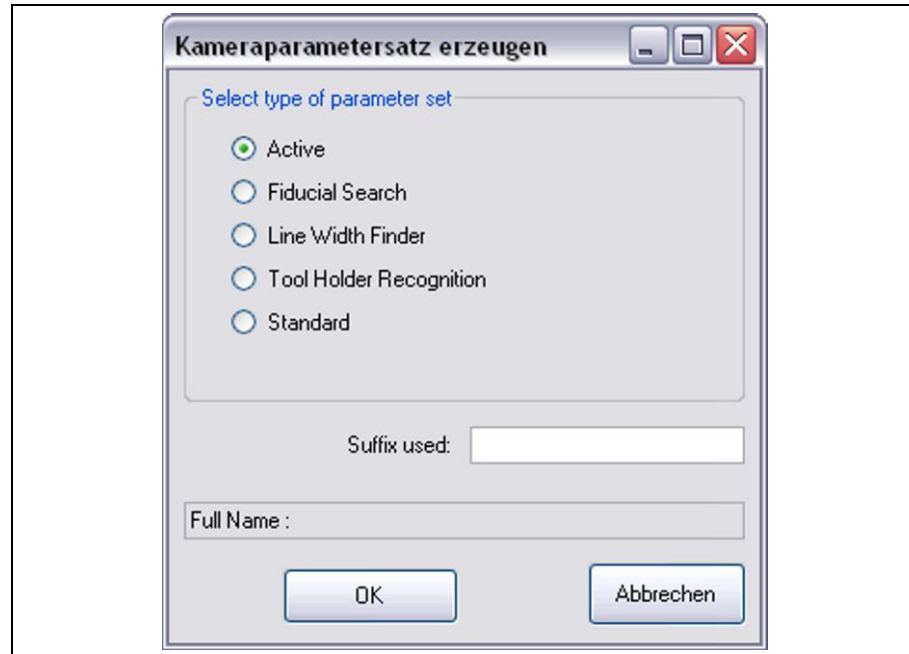 Kameraparametersatz erzeugen
Select type of parameter set
Active
Fiducial Search
Line Width Finder
Tool Holder Recognition
Standard
Suffix used:
Full Name :
OK
Abbrechen